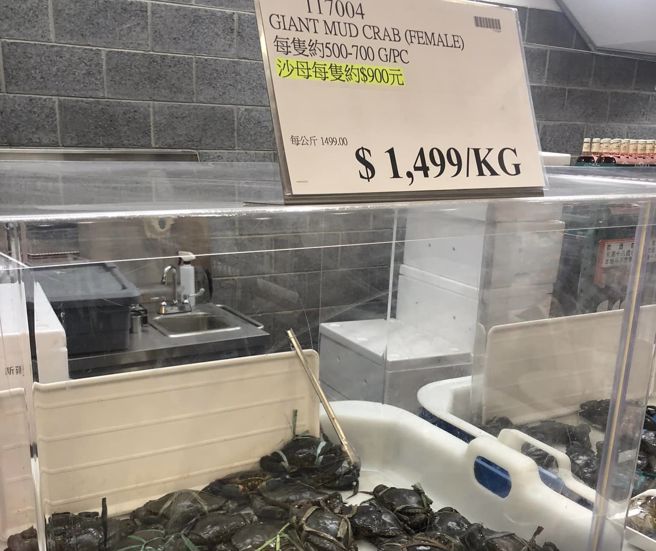 117004
GIANT MUD CRAB (FEMALE)
每隻約500-700 G/PC
沙母每隻約$900元
每公斤 1499.00
$ 1,499/KG